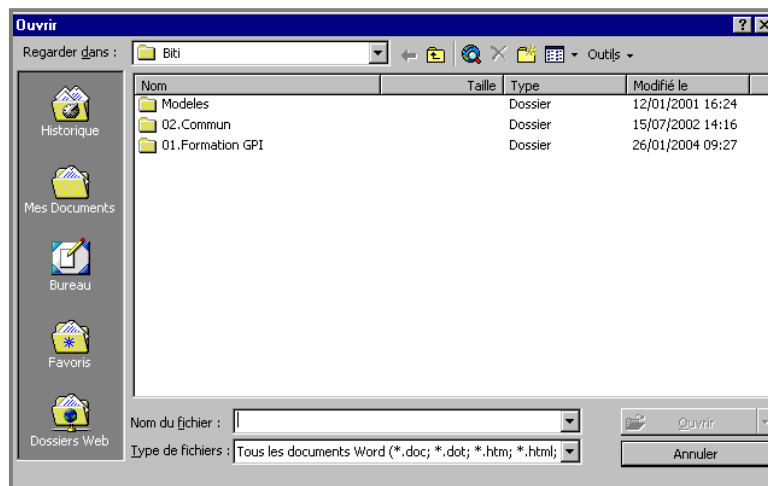 Ouvrir
Regarder dans :
Biti
Outils
Historique
Mes Documents
Bureau
Favoris
Dossiers Web
Nom Taille Type Modifié le
Modeles Dossier 12/01/2001 16:24
02.Commun Dossier 15/07/2002 14:16
01.Formation GPI Dossier 26/01/2004 09:27
Nom du fichier :
Ouvrir
Type de fichiers : Tous les documents Word (*.doc; *.dot; *.htm; *.html;
Annuler